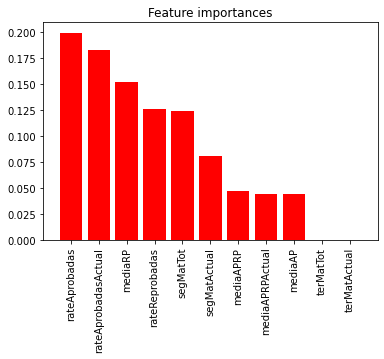 Feature importances
0.200
0.175
0.150
0.125
0.100
0.075
0.050
0.025
0.000
rateAprobadas
rateAprobadasActual
mediaRP
rateReprobadas
segMatTot
segMatActual
mediaAPRP
mediaAPRPActual
mediaAP
terMatTot
terMatActual